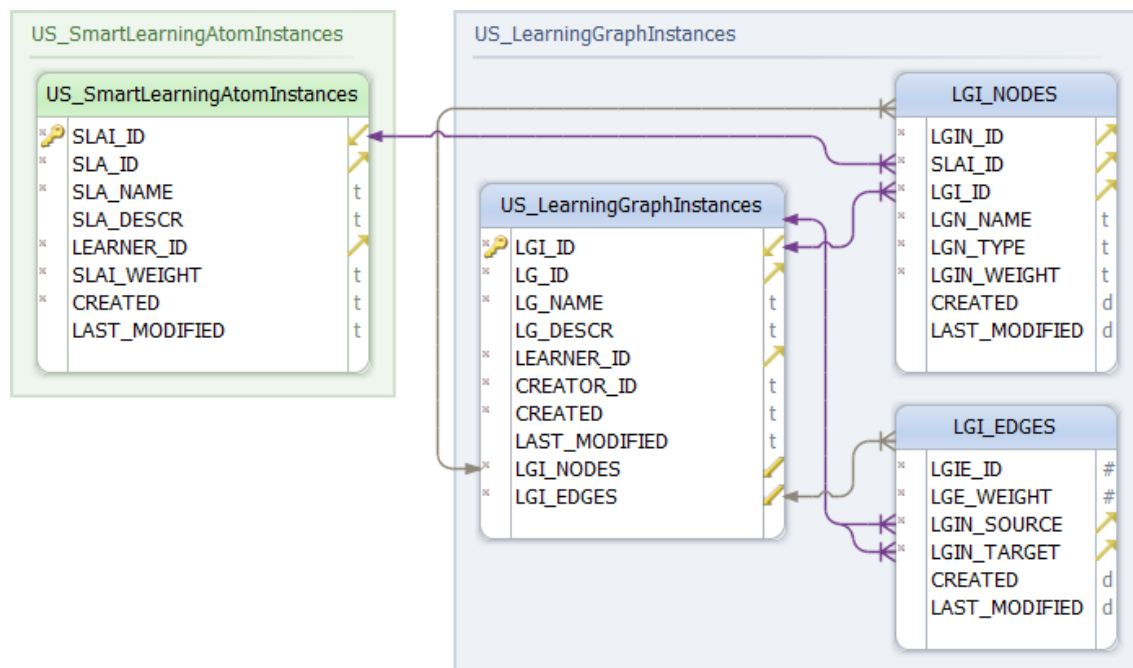 US_SmartLearningAtomInstances
US_SmartLearningAtomInstances
SLAI_ID
SLA_ID
SLA_NAME t
SLA_DESCR t
LEARNER_ID
SLAI_WEIGHT t
CREATED t
LAST_MODIFIED t
US_LearningGraphInstances
US_LearningGraphInstances
LGI_ID
LG_ID
LG_NAME t
LG_DESCR t
LEARNER_ID
CREATOR_ID t
CREATED t
LAST_MODIFIED t
LGI_NODES
LGI_EDGES
LGI_NODES
LGIN_ID
SLAI_ID
LGI_ID
LGN_NAME t
LGN_TYPE t
LGIN_WEIGHT t
CREATED d
LAST_MODIFIED d
LGI_EDGES
LGIE_ID #
LGE_WEIGHT #
LGIN_SOURCE
LGIN_TARGET
CREATED d
LAST_MODIFIED d